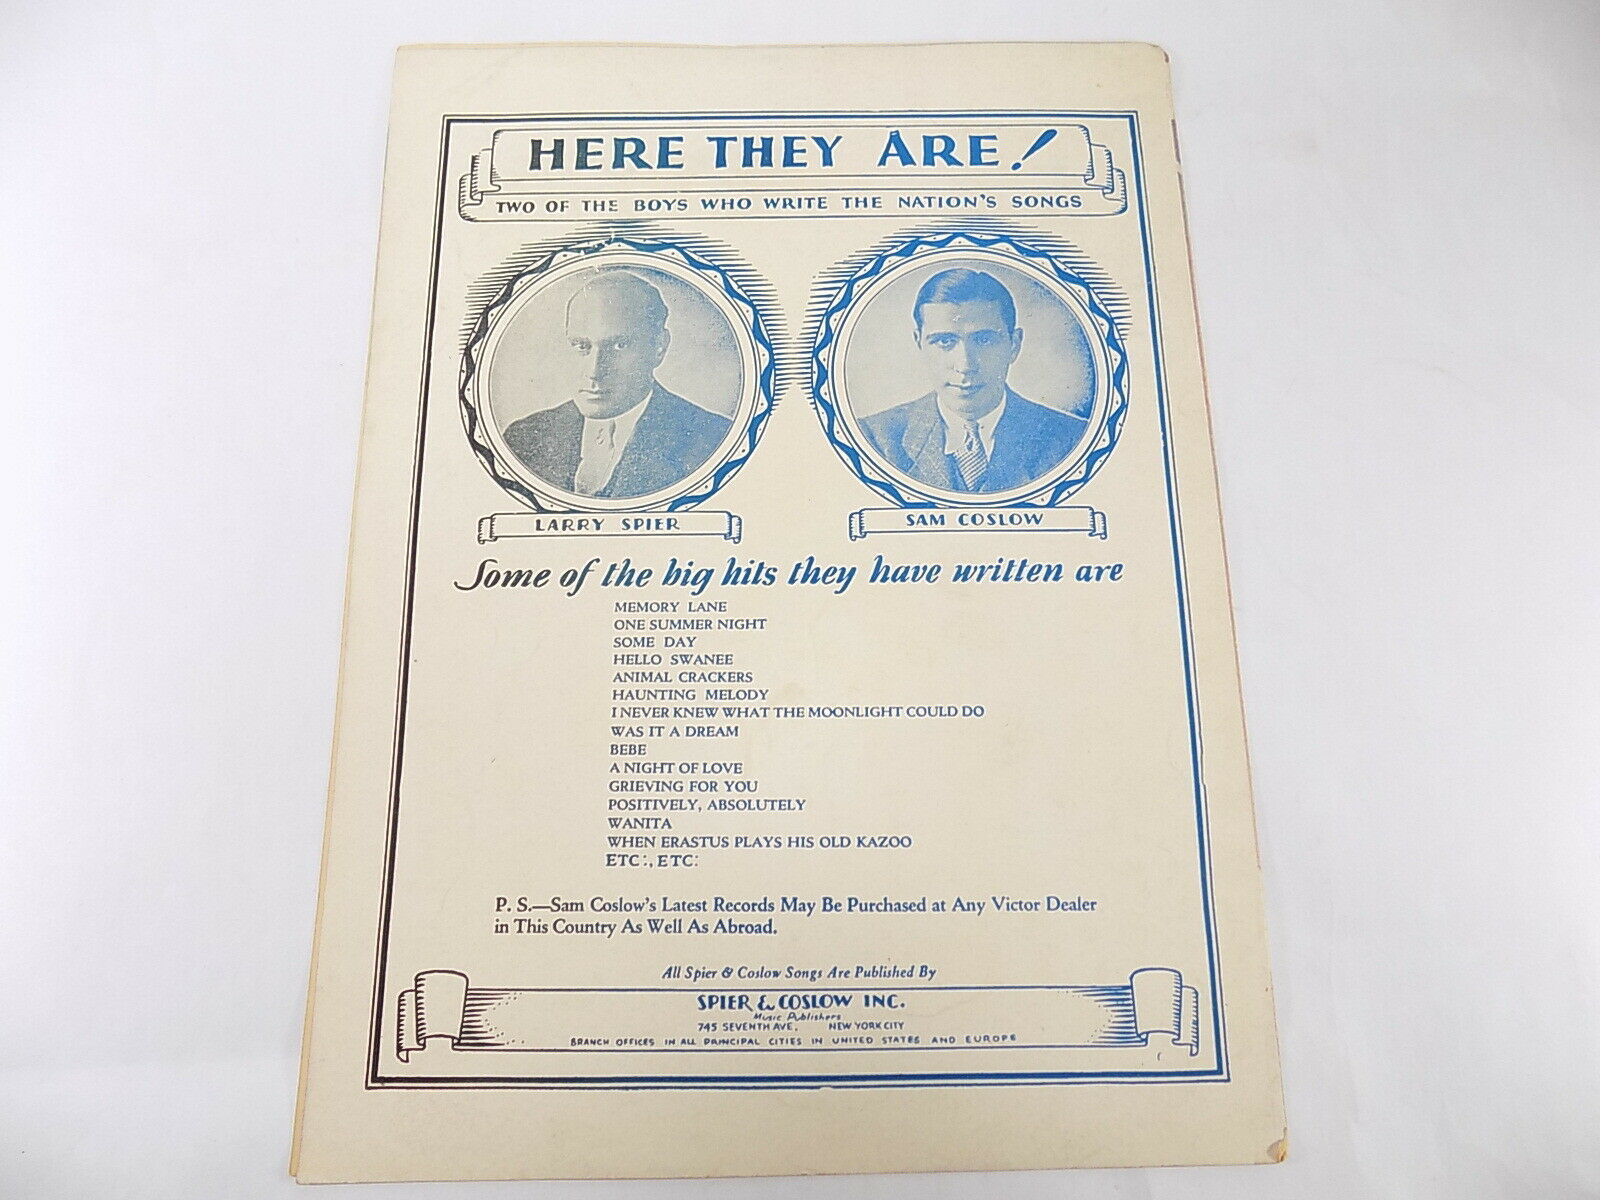 HERE THEY ARE!
TWO OF THE BOYS WHO WRITE THE NATION'S SONGS
LARRY SPIER
SAM COSLOW
Some of the big hits they have written are
MEMORY LANE
ONE SUMMER NIGHT
SOME DAY
HELLO SWANEE
ANIMAL CRACKERS
HAUNTING MELODY
I NEVER KNEW WHAT THE MOONLIGHT COULD DO
WAS IT A DREAM
BEBE
A NIGHT OF LOVE
GRIEVING FOR YOU
POSITIVELY, ABSOLUTELY
WANITA
WHEN ERASTUS PLAYS HIS OLD KAZOO
ETC:, ETC:
P. S.—Sam Coslow's Latest Records May Be Purchased at Any Victor Dealer
in This Country As Well As Abroad.
All Spier & Coslow Songs Are Published By
SPIER & COSLOW INC.
Music Publishers
745 SEVENTH AVE, NEW YORK CITY
BRANCH OFFICES IN ALL PRINCIPAL CITIES IN UNITED STATES AND EUROPE